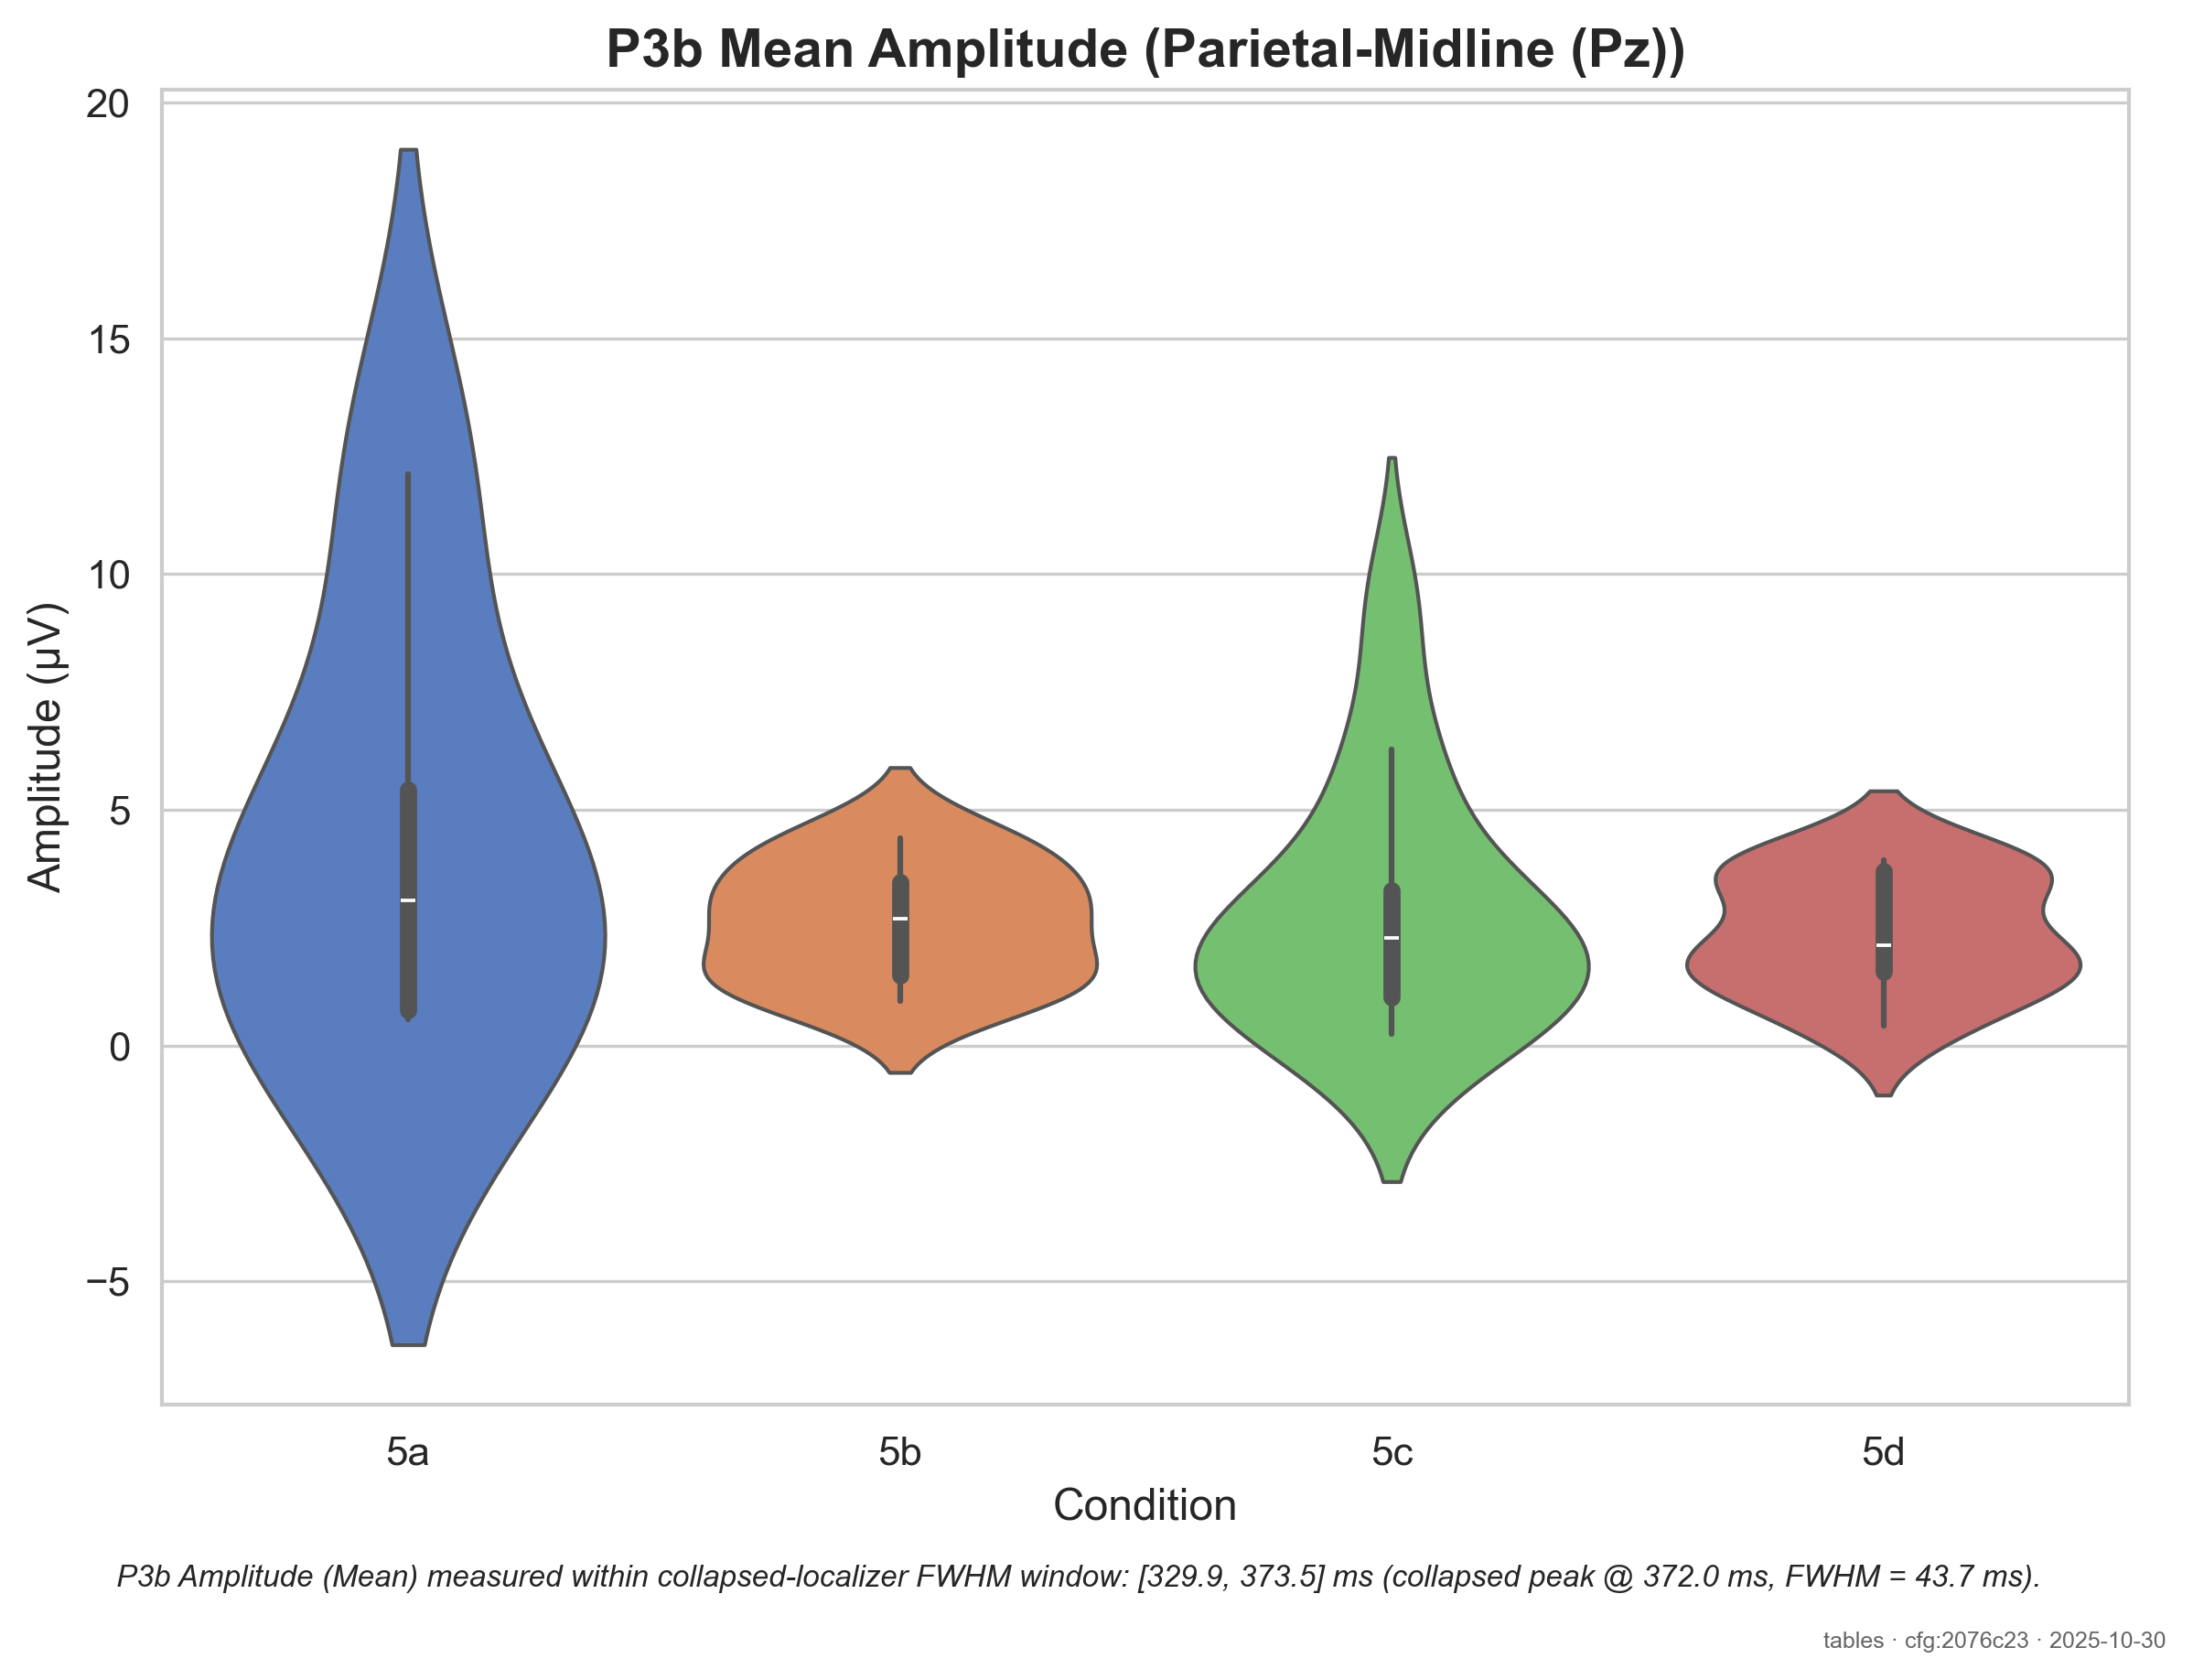 P3b Mean Amplitude (Parietal-Midline (Pz))
20
15
10
5
0
−5
Amplitude (µV)
5a 5b 5c 5d
Condition
P3b Amplitude (Mean) measured within collapsed-localizer FWHM window: [329.9, 373.5] ms (collapsed peak @ 372.0 ms, FWHM = 43.7 ms).
tables · cfg:2076c23 · 2025-10-30